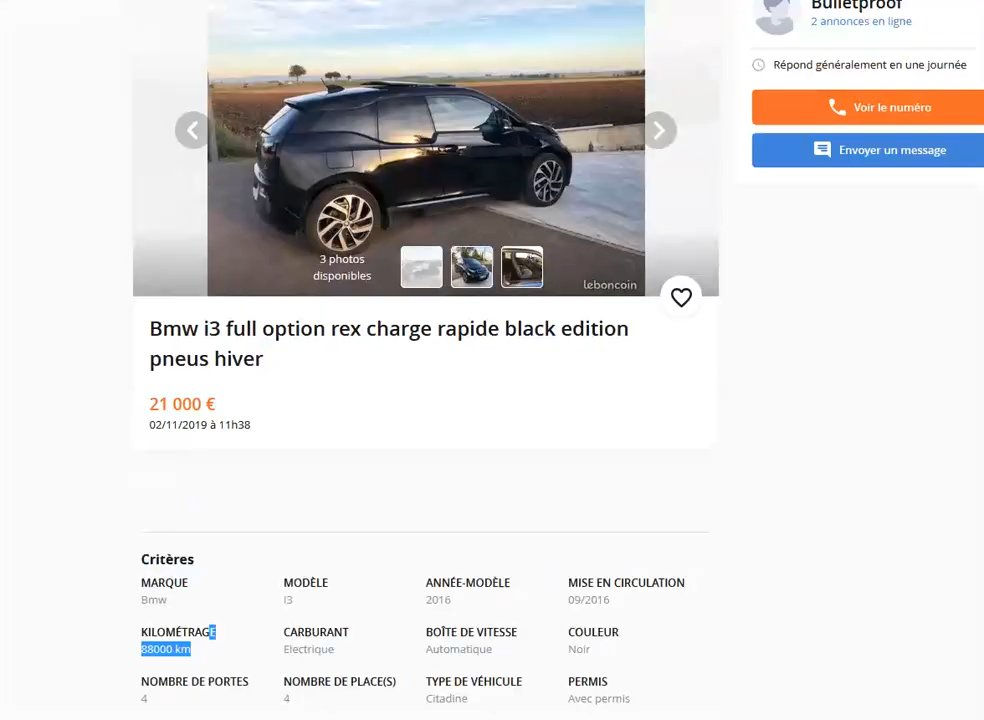 Bulletproof
2 annonces en ligne
Répond généralement en une journée
Voir le numéro
Envoyer un message
3 photos
disponibles
leboncoin
Bmw i3 full option rex charge rapide black edition
pneus hiver
21 000 €
02/11/2019 à 11h38
Critères
MARQUE MODÈLE ANNÉE-MODÈLE MISE EN CIRCULATION
Bmw I3 2016 09/2016
KILOMÉTRAGE CARBURANT BOÎTE DE VITESSE COULEUR
88000 km Electrique Automatique Noir
NOMBRE DE PORTES NOMBRE DE PLACE(S) TYPE DE VÉHICULE PERMIS
4 4 Citadine Avec permis